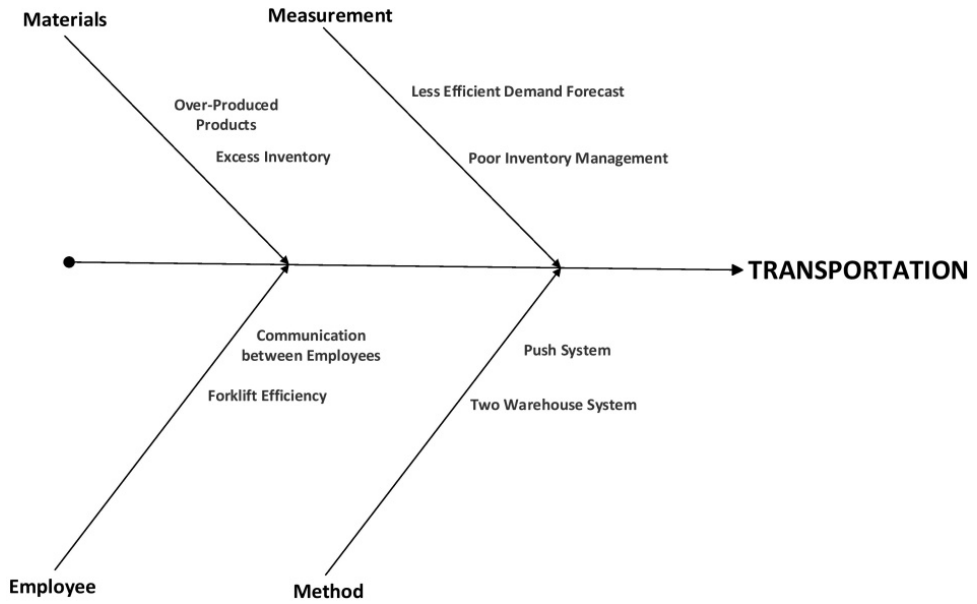 Materials
Measurement
Less Efficient Demand Forecast
Over-Produced
Products
Excess Inventory
Poor Inventory Management
TRANSPORTATION
Communication
between Employees
Push System
Forklift Efficiency
Two Warehouse System
Employee
Method